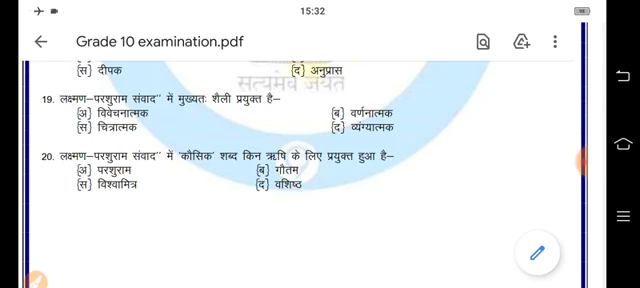 15:32
Grade 10 examination.pdf
(स) दीपक (द) अनुप्रास
सत्यमेव जयते
19. लक्ष्मण–परशुराम संवाद" में मुख्यतः शैली प्रयुक्त है–
(अ) विवेचनात्मक (ब) वर्णनात्मक
(स) चित्रात्मक (द) व्यंग्यात्मक
20. लक्ष्मण–परशुराम संवाद" में 'कौसिक' शब्द किन ऋषि के लिए प्रयुक्त हुआ है–
(अ) परशुराम (ब) गौतम
(स) विश्वामित्र (द) वशिष्ठ